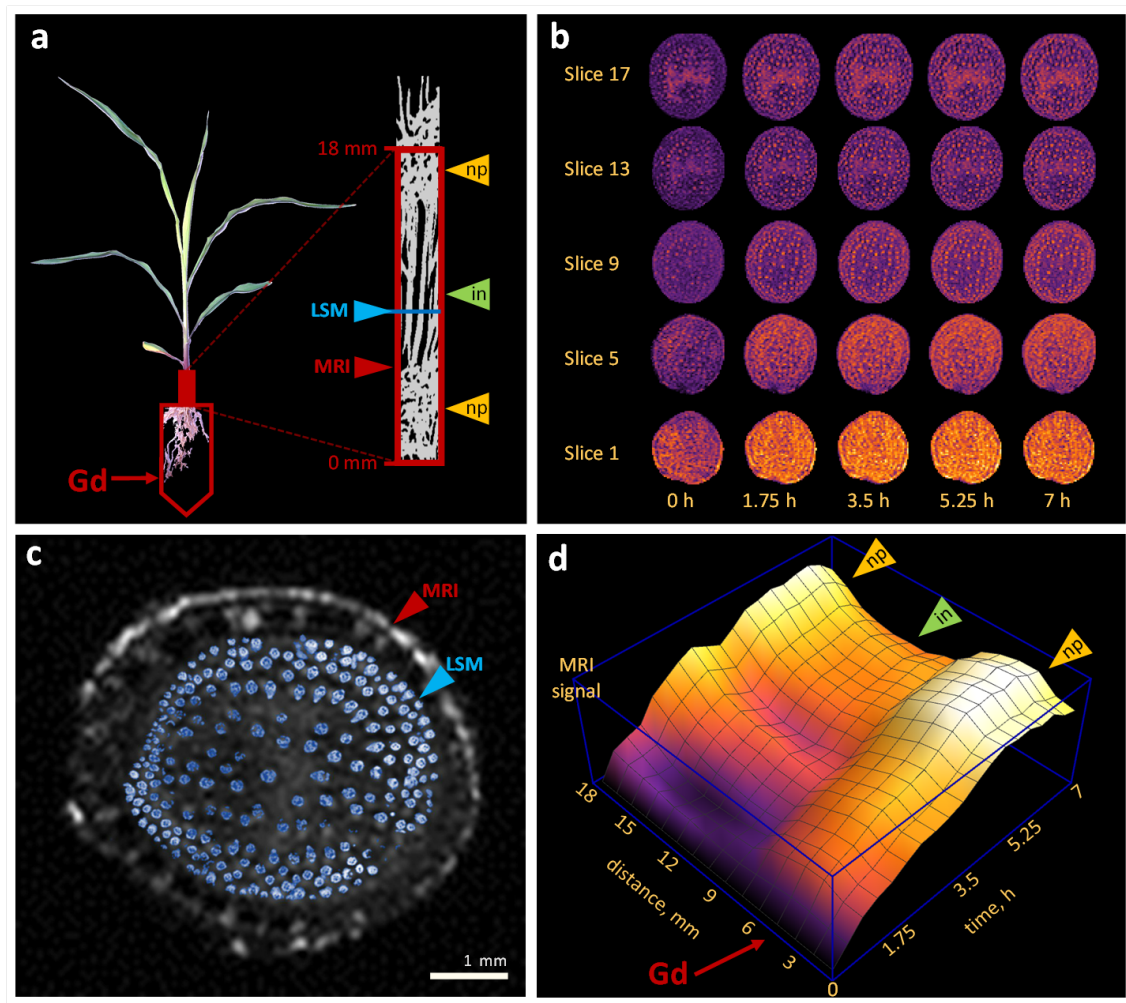 a
18 mm
np
in
LSM
MRI
np
0 mm
Gd
b
Slice 17
Slice 13
Slice 9
Slice 5
Slice 1
0 h 1.75 h 3.5 h 5.25 h 7 h
c
MRI
LSM
1 mm
d
np
in
np
MRI
signal
18
15
12
9
6
3
0
distance, mm
Gd
1.75
3.5
5.25
7
time, h